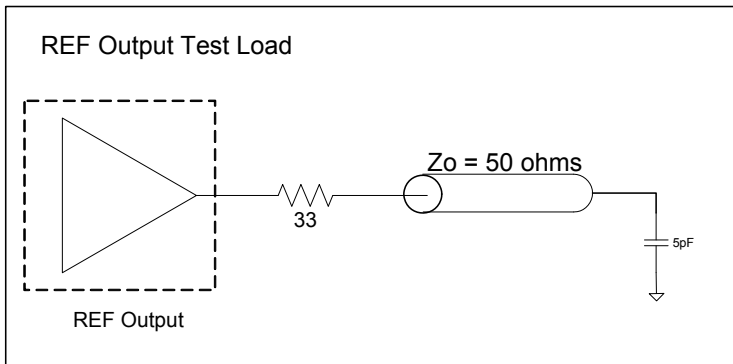 REF Output Test Load
Zo = 50 ohms
33
5pF
REF Output